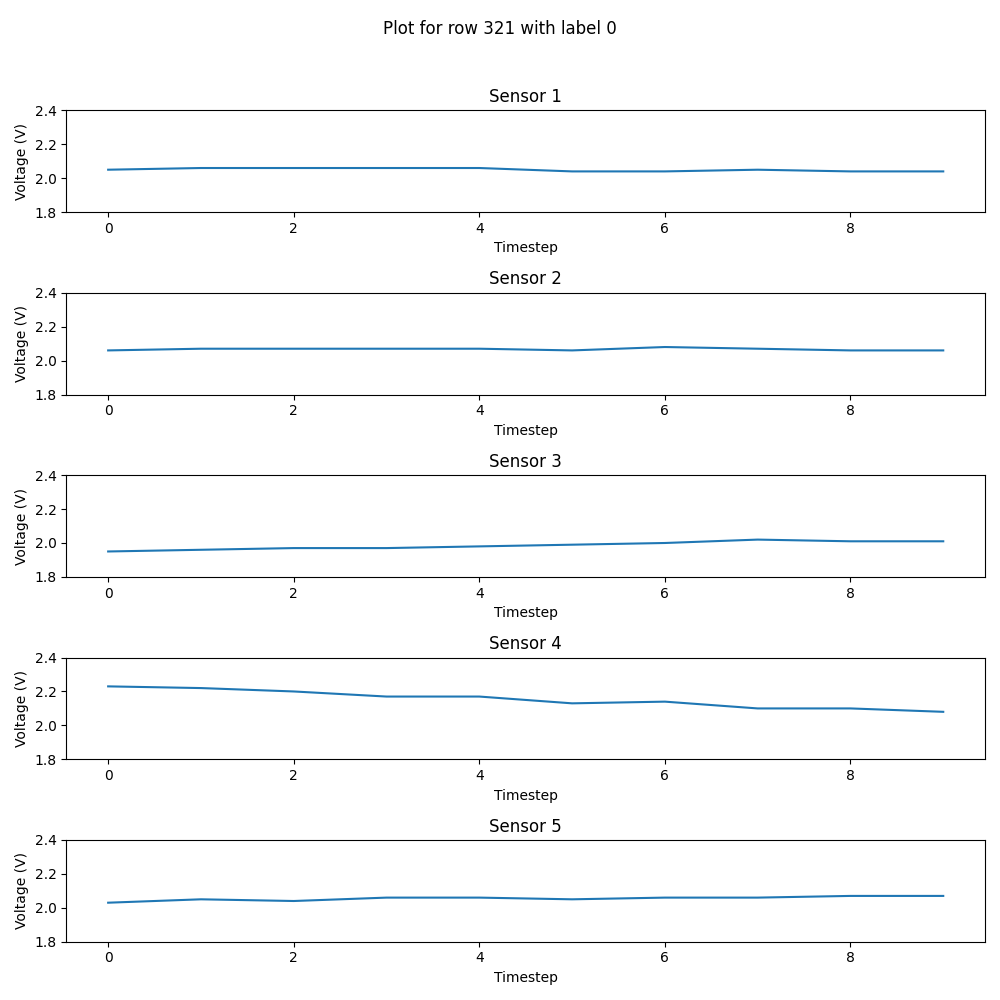 Plot for row 321 with label 0
Sensor 1
Voltage (V)
2.4
2.2
2.0
1.8
0 2 4 6 8
Timestep
Sensor 2
Voltage (V)
2.4
2.2
2.0
1.8
0 2 4 6 8
Timestep
Sensor 3
Voltage (V)
2.4
2.2
2.0
1.8
0 2 4 6 8
Timestep
Sensor 4
Voltage (V)
2.4
2.2
2.0
1.8
0 2 4 6 8
Timestep
Sensor 5
Voltage (V)
2.4
2.2
2.0
1.8
0 2 4 6 8
Timestep